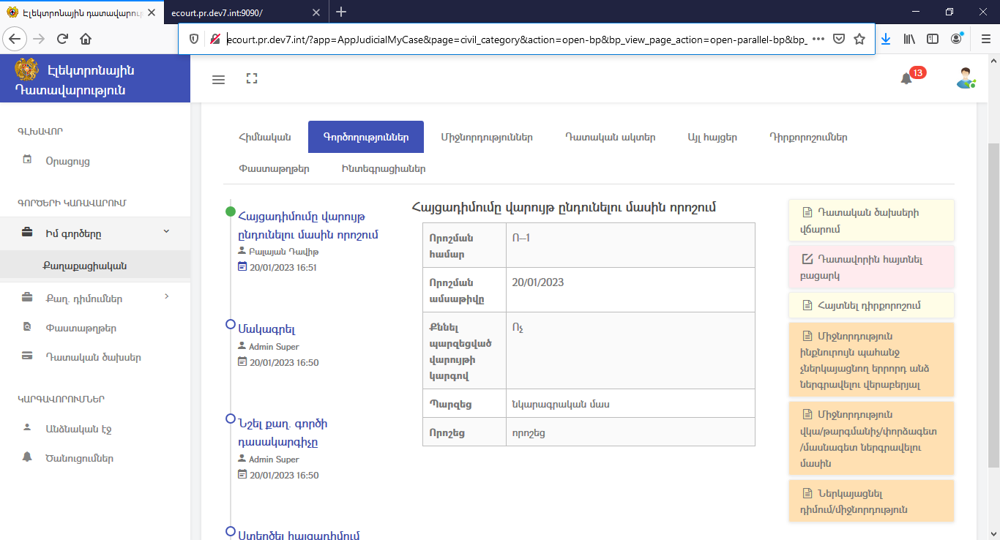 Էլեկտրոնային դատավարությ
ecourt.pr.dev7.int:9090/
ecourt.pr.dev7.int/?app=AppJudicialMyCase&page=civil_category&action=open-bp&bp_view_page_action=open-parallel-bp&bp_
Էլեկտրոնային
Դատավարություն
13
ԳԼԽԱՎՈՐ
Օրացույց
ԳՈՐԾԵՐԻ ԿԱՌԱՎԱՐՈՒՄ
Իմ գործերը
Քաղաքացիական
Քաղ. դիմումներ
Փաստաթղթեր
Դատական ծախսեր
ԿԱՐԳԱՎՈՐՈՒՄՆԵՐ
Անձնական էջ
Ծանուցումներ
Հիմնական
Գործողություններ
Միջնորդություններ
Դատական ակտեր
Այլ հայցեր
Դիրքորոշումներ
Փաստաթղթեր
Ինտեգրացիաներ
Հայցադիմումը վարույթ
ընդունելու մասին որոշում
Բալայան Դավիթ
20/01/2023 16:51
Մակագրել
Admin Super
20/01/2023 16:50
Նշել քաղ. գործի
դասակարգիչը
Admin Super
20/01/2023 16:50
Ստեղծել հայցադիմում
Հայցադիմումը վարույթ ընդունելու մասին որոշում
Որոշման
համար
Ո—1
Որոշման
ամսաթիվը
20/01/2023
Քննել
պարզեցված
վարույթի
կարգով
Ոչ
Պարզեց
նկարագրական մաս
Որոշեց
որոշեց
Դատական ծախսերի
վճարում
Դատավորին հայտնել
բացարկ
Հայտնել դիրքորոշում
Միջնորդություն
ինքնուրույն պահանջ
չներկայացնող երրորդ անձ
ներգրավելու վերաբերյալ
Միջնորդություն
վկա/թարգմանիչ/փորձագետ
/մասնագետ ներգրավելու
մասին
Ներկայացնել
դիմում/միջնորդություն